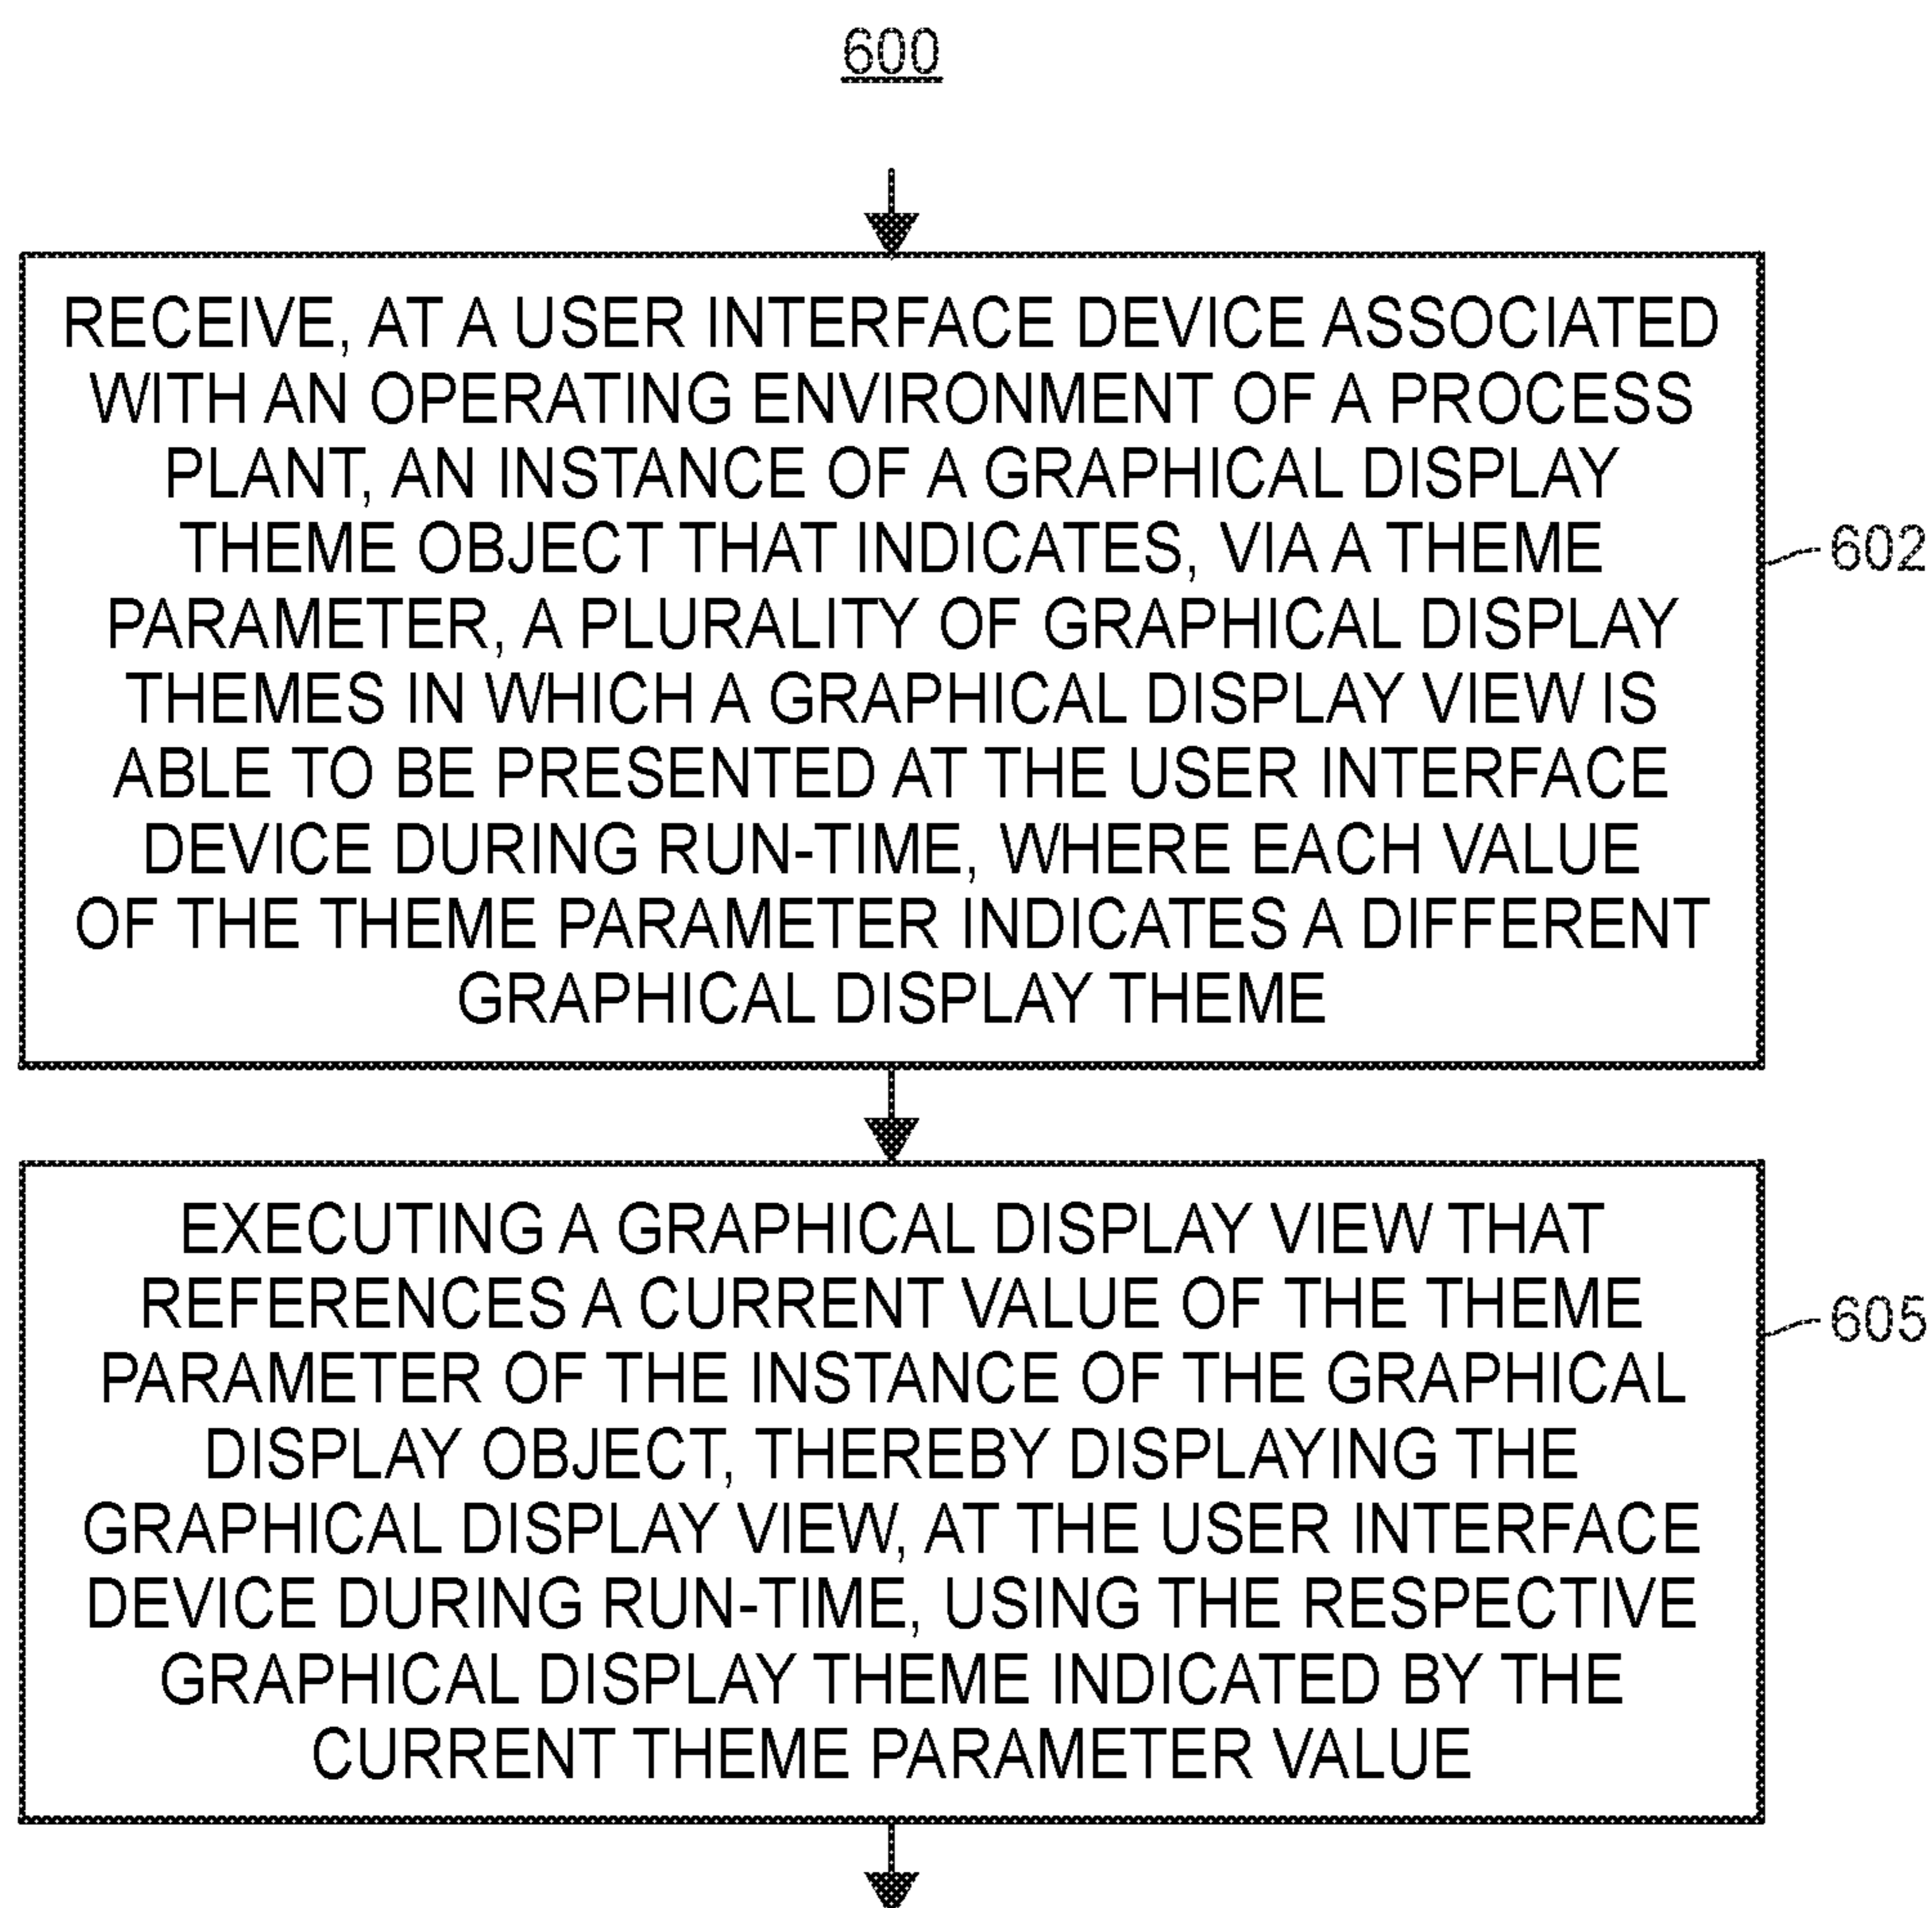 600
RECEIVE, AT A USER INTERFACE DEVICE ASSOCIATED
WITH AN OPERATING ENVIRONMENT OF A PROCESS
PLANT, AN INSTANCE OF A GRAPHICAL DISPLAY
THEME OBJECT THAT INDICATES, VIA A THEME
PARAMETER, A PLURALITY OF GRAPHICAL DISPLAY
THEMES IN WHICH A GRAPHICAL DISPLAY VIEW IS
ABLE TO BE PRESENTED AT THE USER INTERFACE
DEVICE DURING RUN-TIME, WHERE EACH VALUE
OF THE THEME PARAMETER INDICATES A DIFFERENT
GRAPHICAL DISPLAY THEME
602
EXECUTING A GRAPHICAL DISPLAY VIEW THAT
REFERENCES A CURRENT VALUE OF THE THEME
PARAMETER OF THE INSTANCE OF THE GRAPHICAL
DISPLAY OBJECT, THEREBY DISPLAYING THE
GRAPHICAL DISPLAY VIEW, AT THE USER INTERFACE
DEVICE DURING RUN-TIME, USING THE RESPECTIVE
GRAPHICAL DISPLAY THEME INDICATED BY THE
CURRENT THEME PARAMETER VALUE
605